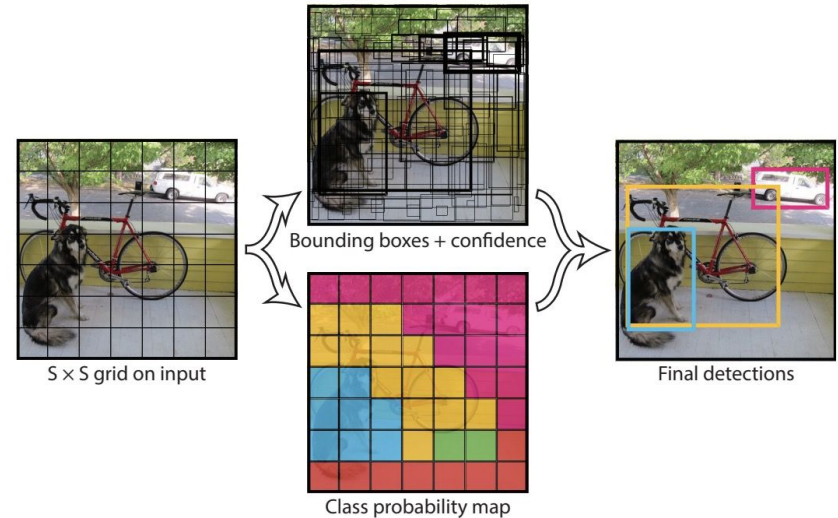 Bounding boxes + confidence
S × S grid on input
Final detections
Class probability map